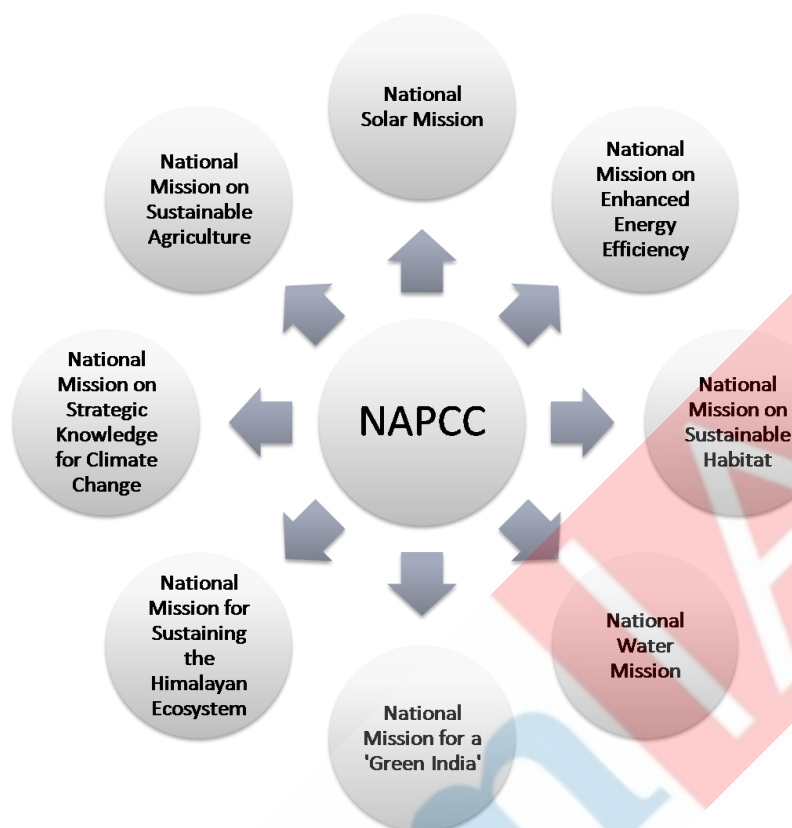 National
Solar Mission
National
Mission on
Enhanced
Energy
Efficiency
National
Mission on
Sustainable
Habitat
National
Water
Mission
National
Mission for a
'Green India'
National
Mission for
Sustaining
the
Himalayan
Ecosystem
National
Mission on
Strategic
Knowledge
for Climate
Change
National
Mission on
Sustainable
Agriculture
NAPCC